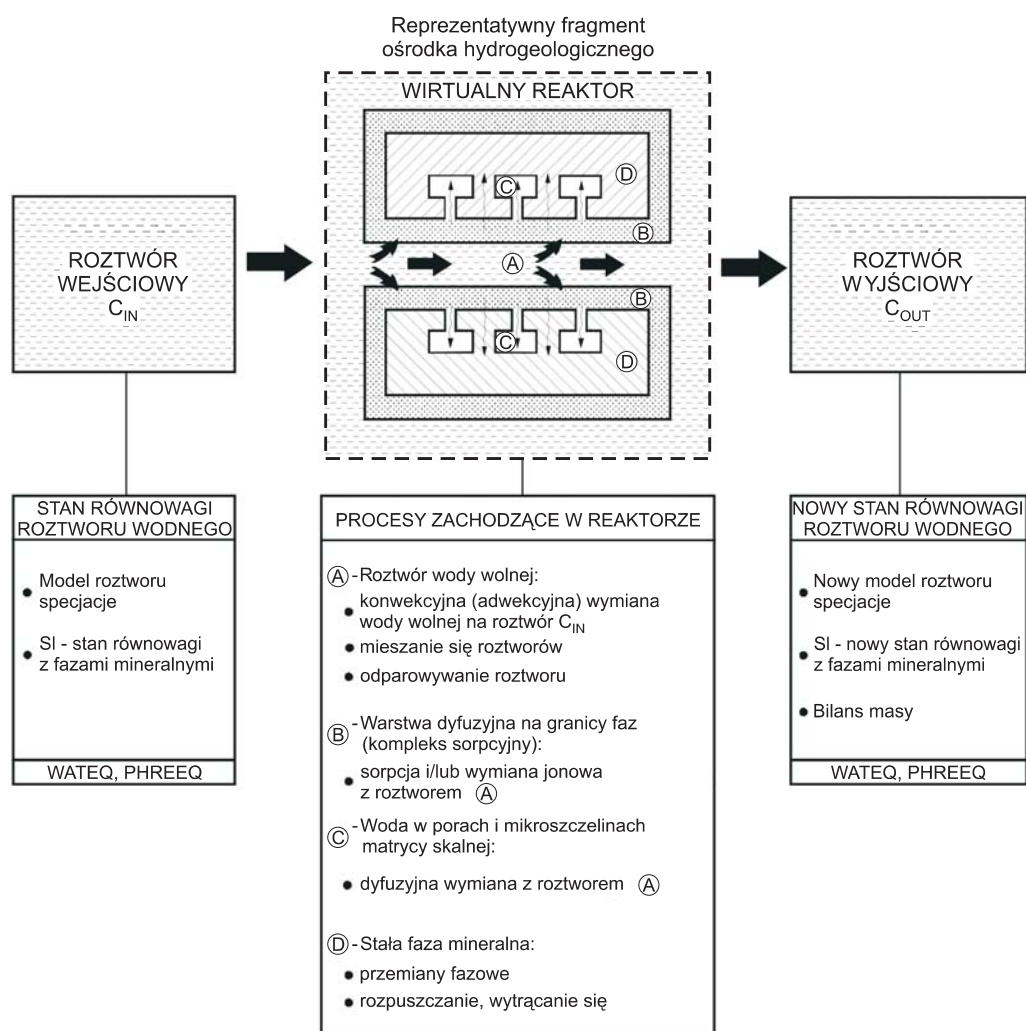 Reprezentatywny fragment
ośrodka hydrogeologicznego
WIRTUALNY REAKTOR
C
D
B
A
B
C
D
ROZTWÓR
WEJŚCIOWY
C_IN
ROZTWÓR
WYJŚCIOWY
C_OUT
STAN RÓWNOWAGI
ROZTWORU WODNEGO
• Model roztworu
specjacje
• SI - stan równowagi
z fazami mineralnymi
WATEQ, PHREEQ
PROCESY ZACHODZĄCE W REAKTORZE
A - Roztwór wody wolnej:
• konwekcyjna (adwekcyjna) wymiana
wody wolnej na roztwór C_IN
• mieszanie się roztworów
• odparowywanie roztworu
B - Warstwa dyfuzyjna na granicy faz
(kompleks sorpcyjny):
• sorpcja i/lub wymiana jonowa
z roztworem A
C - Woda w porach i mikroszczelinach
matrycy skalnej:
• dyfuzyjna wymiana z roztworem A
D - Stała faza mineralna:
• przemiany fazowe
• rozpuszczanie, wytrącanie się
NOWY STAN RÓWNOWAGI
ROZTWORU WODNEGO
• Nowy model roztworu
specjacje
• SI - nowy stan równowagi
z fazami mineralnymi
• Bilans masy
WATEQ, PHREEQ